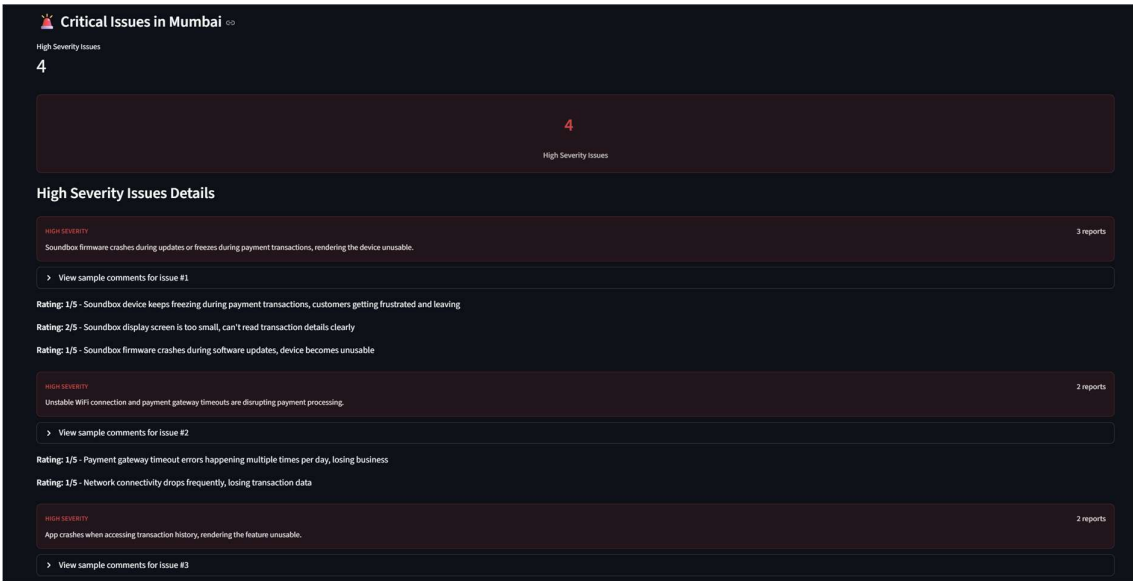 Critical Issues in Mumbai
High Severity Issues
4
4
High Severity Issues
High Severity Issues Details
HIGH SEVERITY
3 reports
Soundbox firmware crashes during updates or freezes during payment transactions, rendering the device unusable.
View sample comments for issue #1
Rating: 1/5 - Soundbox device keeps freezing during payment transactions, customers getting frustrated and leaving
Rating: 2/5 - Soundbox display screen is too small, can't read transaction details clearly
Rating: 1/5 - Soundbox firmware crashes during software updates, device becomes unusable
HIGH SEVERITY
2 reports
Unstable WiFi connection and payment gateway timeouts are disrupting payment processing.
View sample comments for issue #2
Rating: 1/5 - Payment gateway timeout errors happening multiple times per day, losing business
Rating: 1/5 - Network connectivity drops frequently, losing transaction data
HIGH SEVERITY
2 reports
App crashes when accessing transaction history, rendering the feature unusable.
View sample comments for issue #3